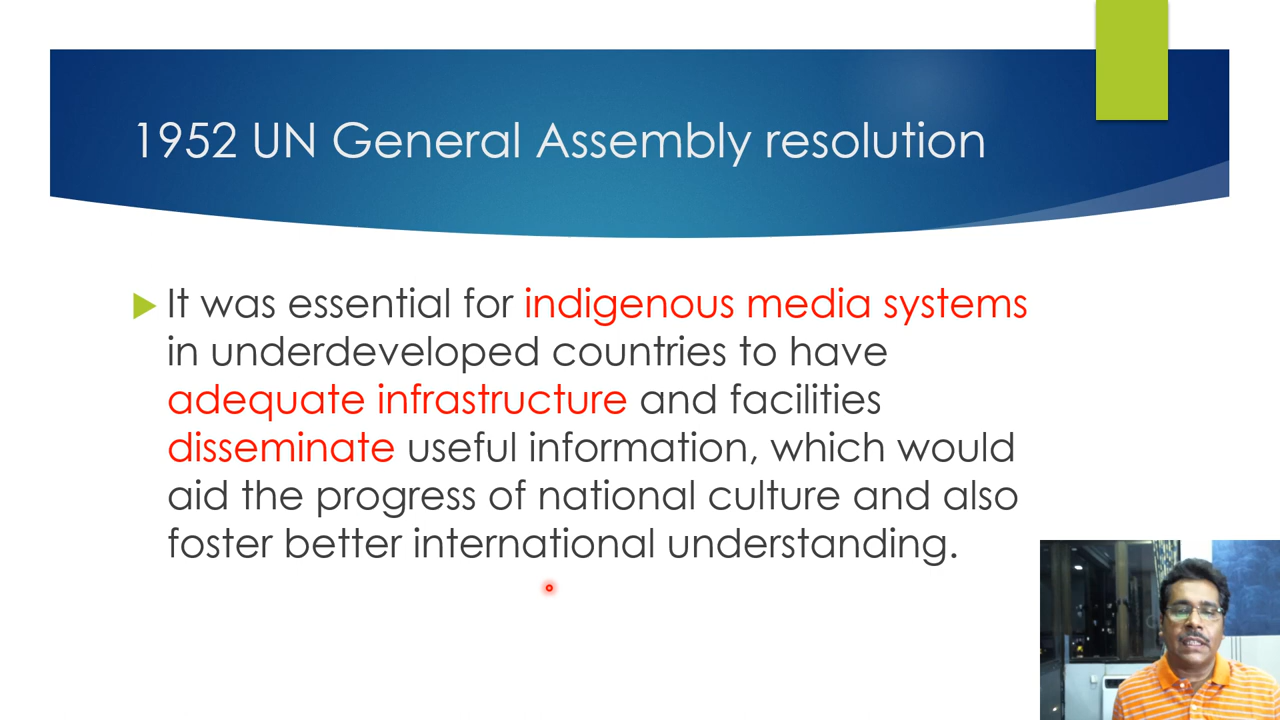 1952 UN General Assembly resolution
It was essential for indigenous media systems
in underdeveloped countries to have
adequate infrastructure and facilities
disseminate useful information, which would
aid the progress of national culture and also
foster better international understanding.